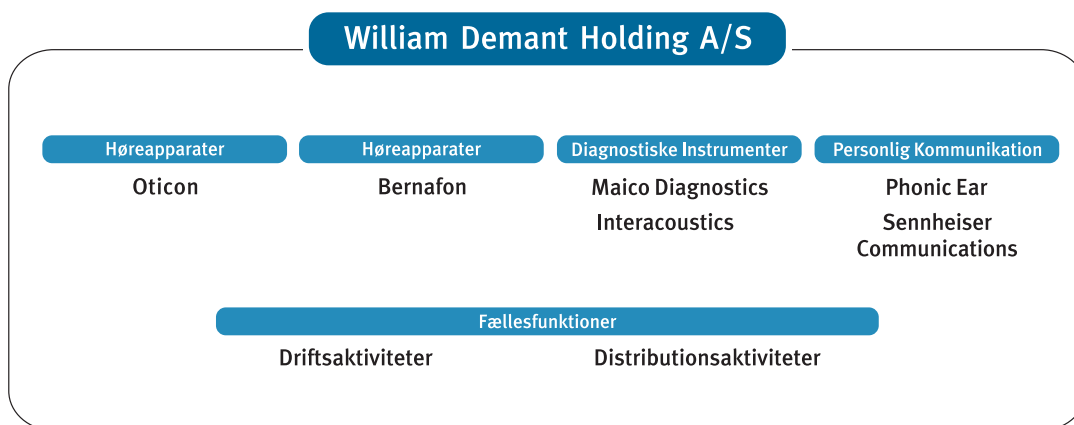 William Demant Holding A/S
Høreapparater
Oticon
Høreapparater
Bernafon
Diagnostiske Instrumenter
Maico Diagnostics
Interacoustics
Personlig Kommunikation
Phonic Ear
Sennheiser
Communications
Fællesfunktioner
Driftsaktiviteter
Distributionsaktiviteter